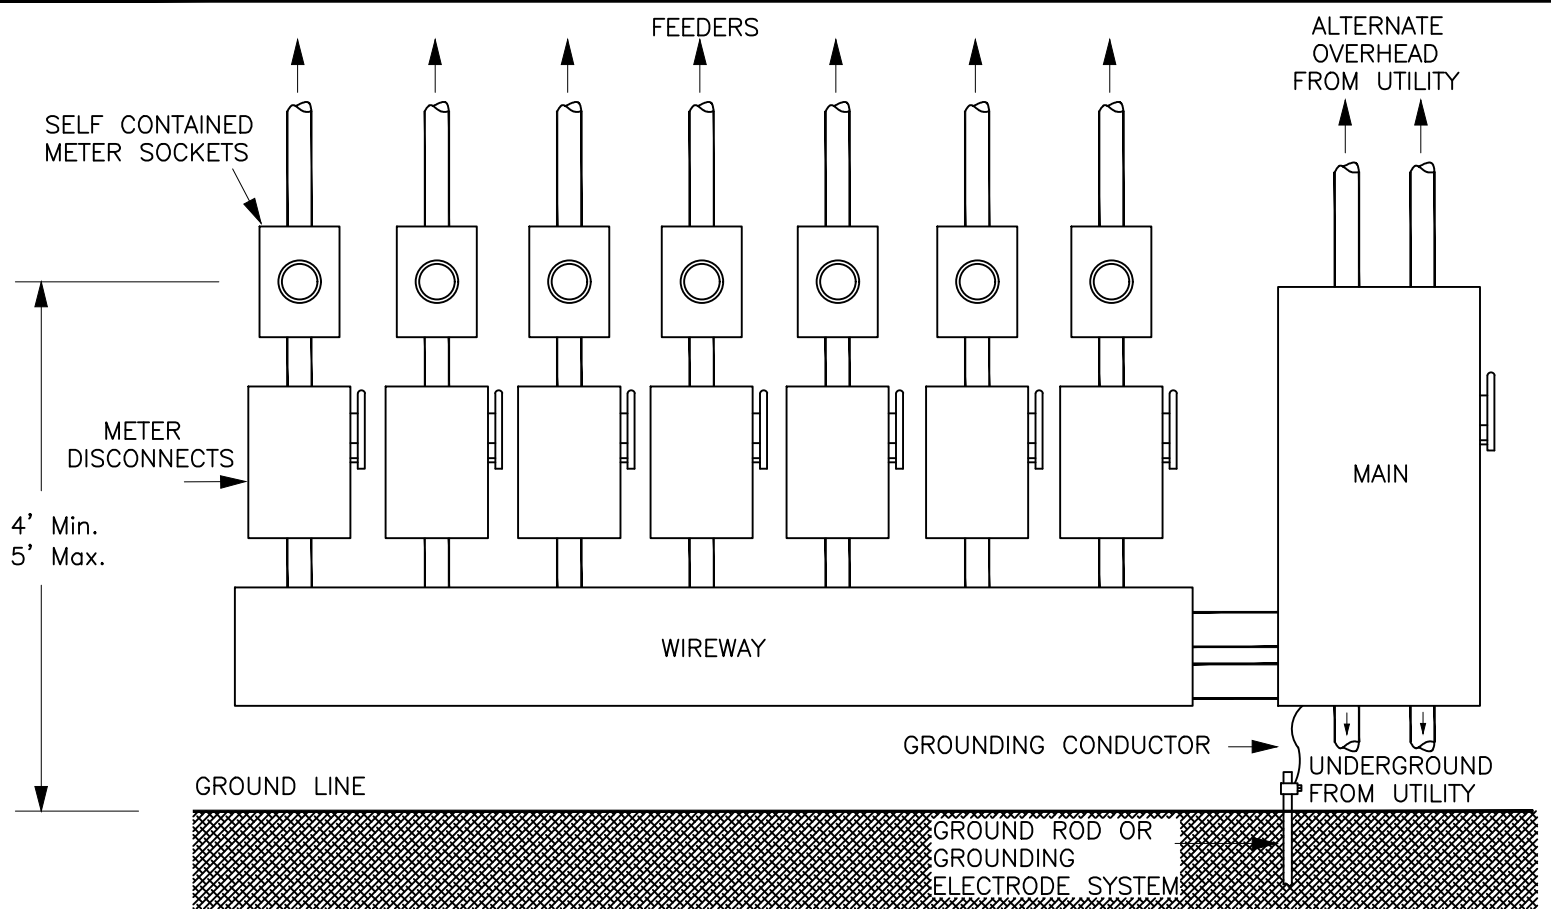 FEEDERS
ALTERNATE
OVERHEAD
FROM UTILITY
SELF CONTAINED
METER SOCKETS
METER
DISCONNECTS
4' Min.
5' Max.
MAIN
WIREWAY
GROUNDING CONDUCTOR
UNDERGROUND
FROM UTILITY
GROUND LINE
GROUND ROD OR
GROUNDING
ELECTRODE SYSTEM